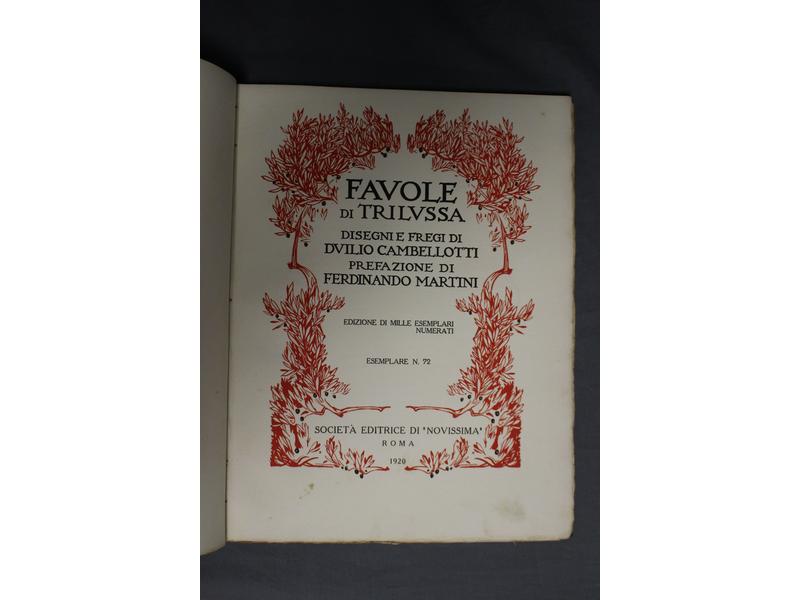 FAVOLE
DI TRILVSSA
DISEGNI E FREGI DI
DVILIO CAMBELLOTTI
PREFAZIONE DI
FERDINANDO MARTINI
EDIZIONE DI MILLE ESEMPLARI
NUMERATI
ESEMPLARE N. 72
SOCIETÀ EDITRICE DI "NOVISSIMA"
ROMA
1920